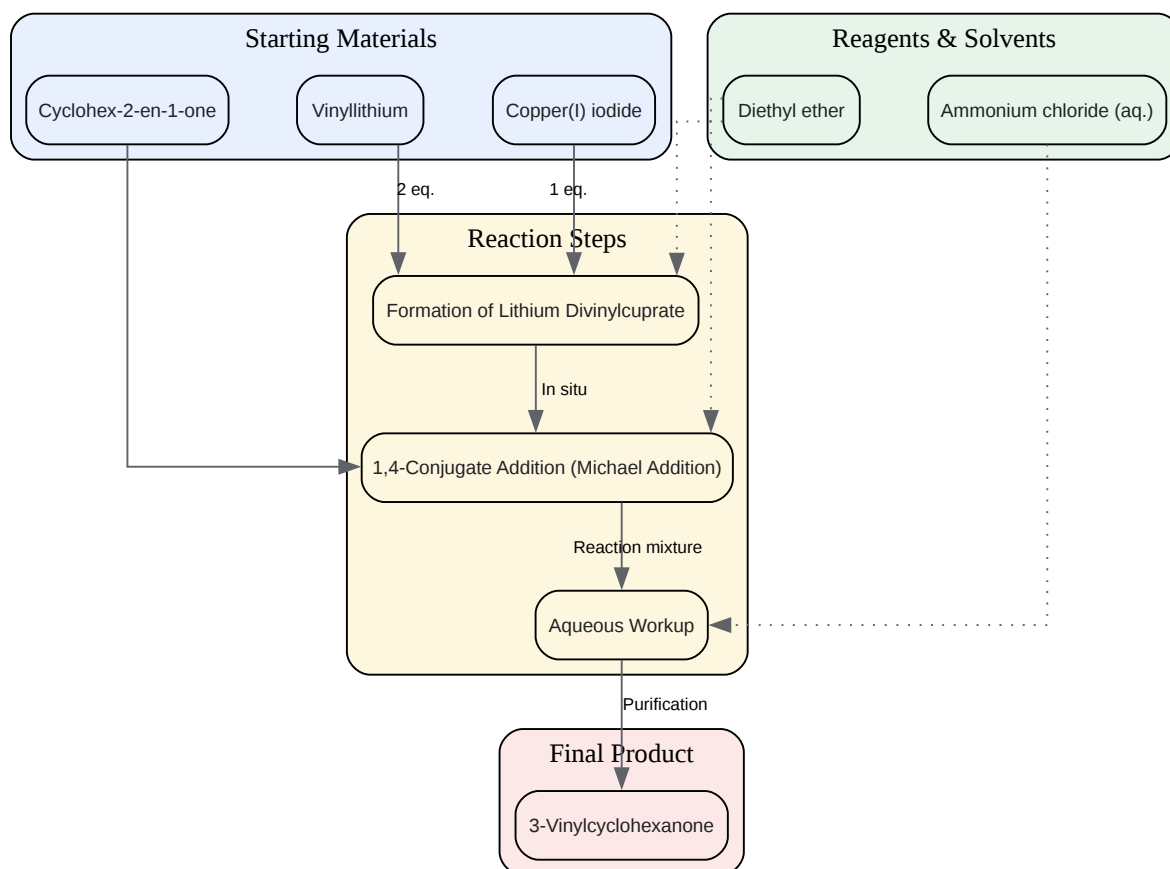 Starting Materials
Reagents & Solvents
Cyclohex-2-en-1-one
Vinyllithium
Copper(I) iodide
Diethyl ether
Ammonium chloride (aq.)
2 eq.
1 eq.
Reaction Steps
Formation of Lithium Divinylcuprate
In situ
1,4-Conjugate Addition (Michael Addition)
Reaction mixture
Aqueous Workup
Purification
Final Product
3-Vinylcyclohexanone